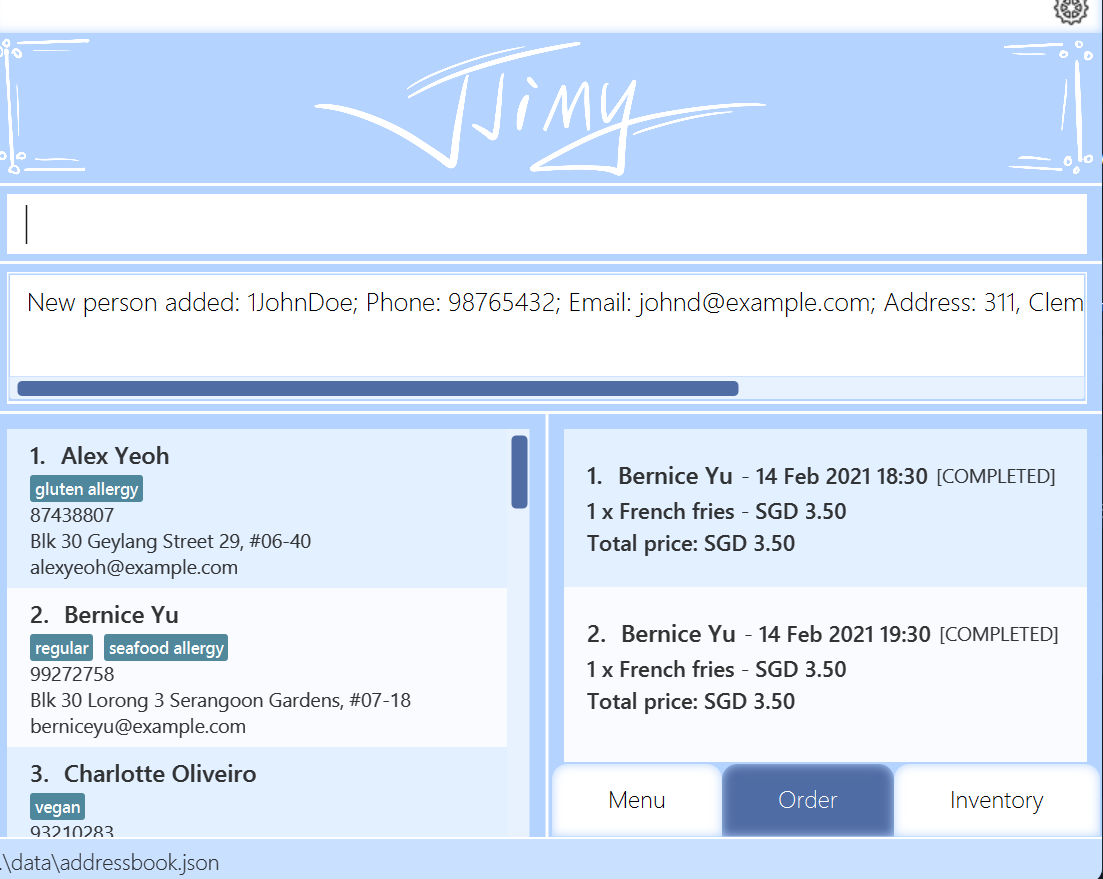 JJimy
New person added: 1JohnDoe; Phone: 98765432; Email: johnd@example.com; Address: 311, Clem
1. Alex Yeoh
gluten allergy
87438807
Blk 30 Geylang Street 29, #06-40
alexyeoh@example.com
2. Bernice Yu
regular seafood allergy
99272758
Blk 30 Lorong 3 Serangoon Gardens, #07-18
berniceyu@example.com
3. Charlotte Oliveiro
vegan
93210283
1. Bernice Yu - 14 Feb 2021 18:30 [COMPLETED]
1 x French fries - SGD 3.50
Total price: SGD 3.50
2. Bernice Yu - 14 Feb 2021 19:30 [COMPLETED]
1 x French fries - SGD 3.50
Total price: SGD 3.50
Menu Order Inventory
.\data\addressbook.json